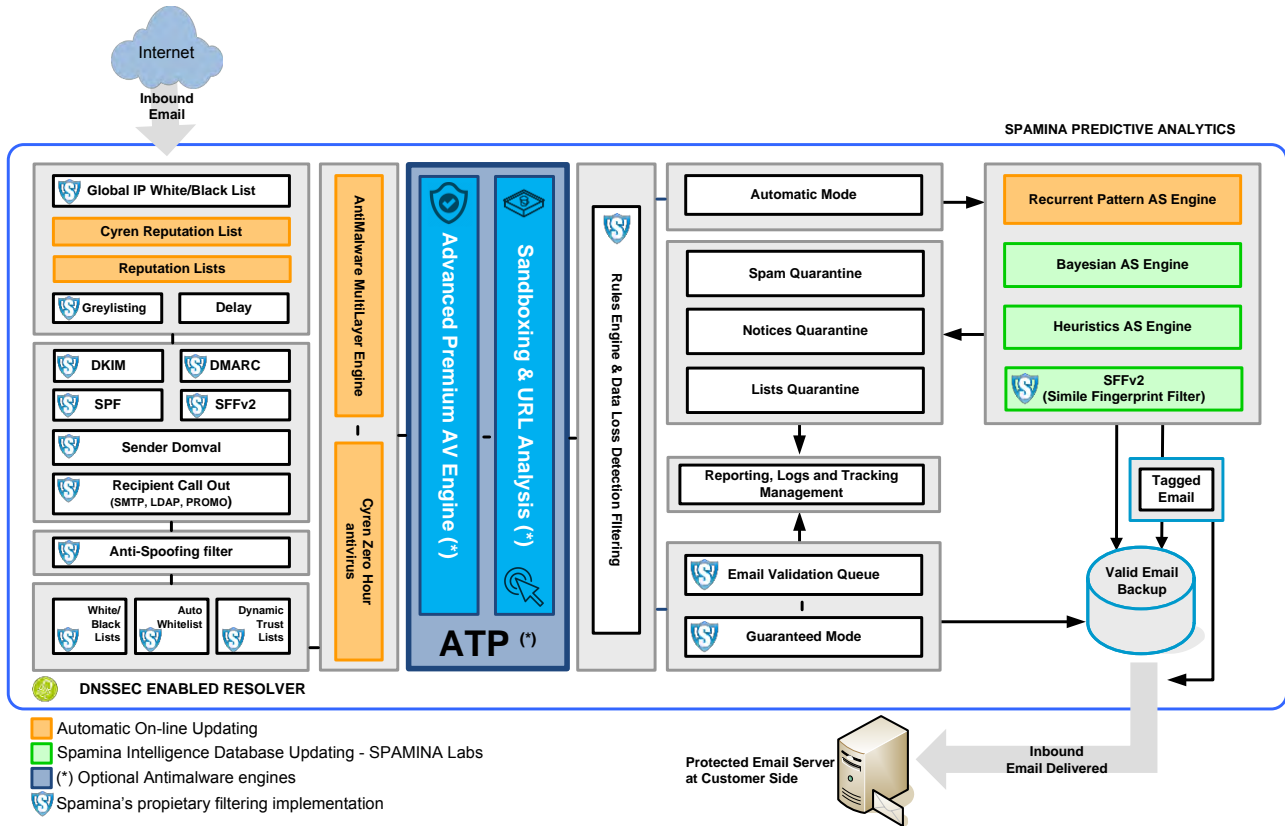 Internet
Inbound
Email
SPAMINA PREDICTIVE ANALYTICS
Global IP White/Black List
Cyren Reputation List
Reputation Lists
Greylisting
Delay
DKIM
DMARC
SPF
SFFv2
Sender Domval
Recipient Call Out
(SMTP, LDAP, PROMO)
Anti-Spoofing filter
White/
Black
Lists
Auto
Whitelist
Dynamic
Trust
Lists
DNSSEC ENABLED RESOLVER
AntiMalware MultiLayer Engine
Cyren Zero Hour
antivirus
Advanced Premium AV Engine (*)
Sandboxing & URL Analysis (*)
ATP (*)
Rules Engine & Data Loss Detection Filtering
Automatic Mode
Spam Quarantine
Notices Quarantine
Lists Quarantine
Reporting, Logs and Tracking
Management
Email Validation Queue
Guaranteed Mode
Recurrent Pattern AS Engine
Bayesian AS Engine
Heuristics AS Engine
SFFv2
(Simile Fingerprint Filter)
Tagged
Email
Valid Email
Backup
Automatic On-line Updating
Spamina Intelligence Database Updating - SPAMINA Labs
(*) Optional Antimalware engines
Spamina's propietary filtering implementation
Protected Email Server
at Customer Side
Inbound
Email Delivered